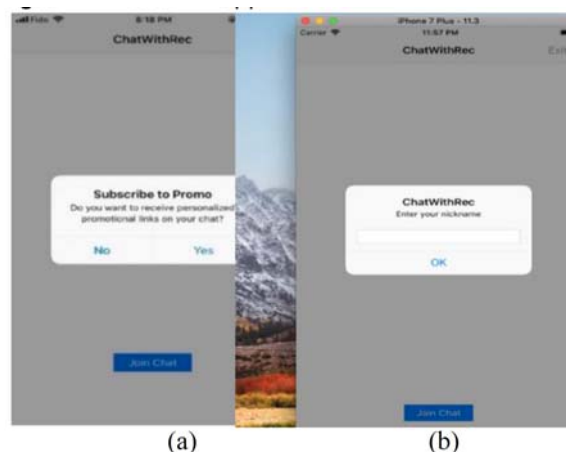 Fido 9:18 PM
ChatWithRec
Subscribe to Promo
Do you want to receive personalized
promotional links on your chat?
No Yes
Join Chat
(a)
iPhone 7 Plus - 11.3
Carrier 11:57 PM
ChatWithRec
ChatWithRec
Enter your nickname
OK
Join Chat
(b)